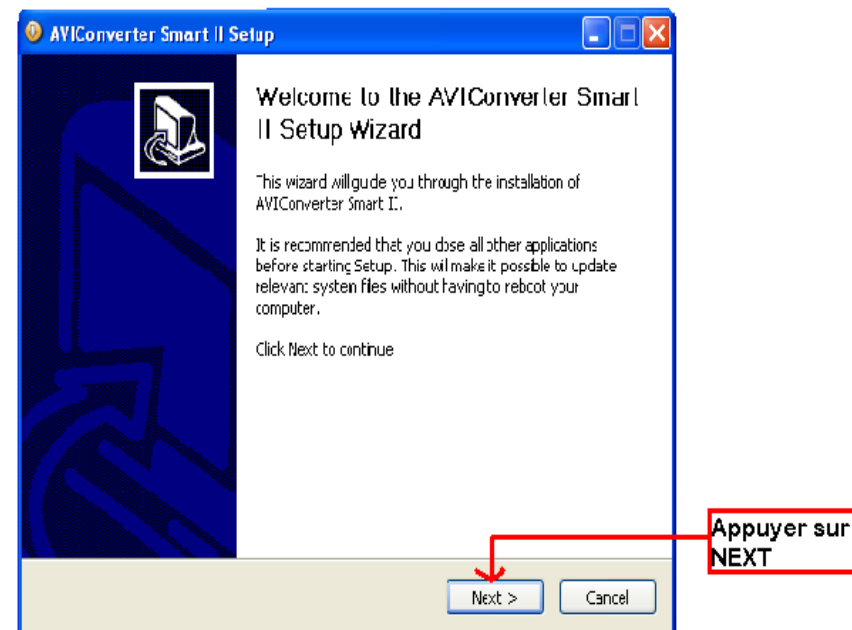 AVIConverter Smart II Setup
Welcome to the AVIConverter Smart
II Setup Wizard
This wizard will guide you through the installation of
AVIConverter Smart II.
It is recommended that you close all other applications
before starting Setup. This will make it possible to update
relevant system files without having to reboot your
computer.
Click Next to continue
Appuyer sur
NEXT
Next >
Cancel